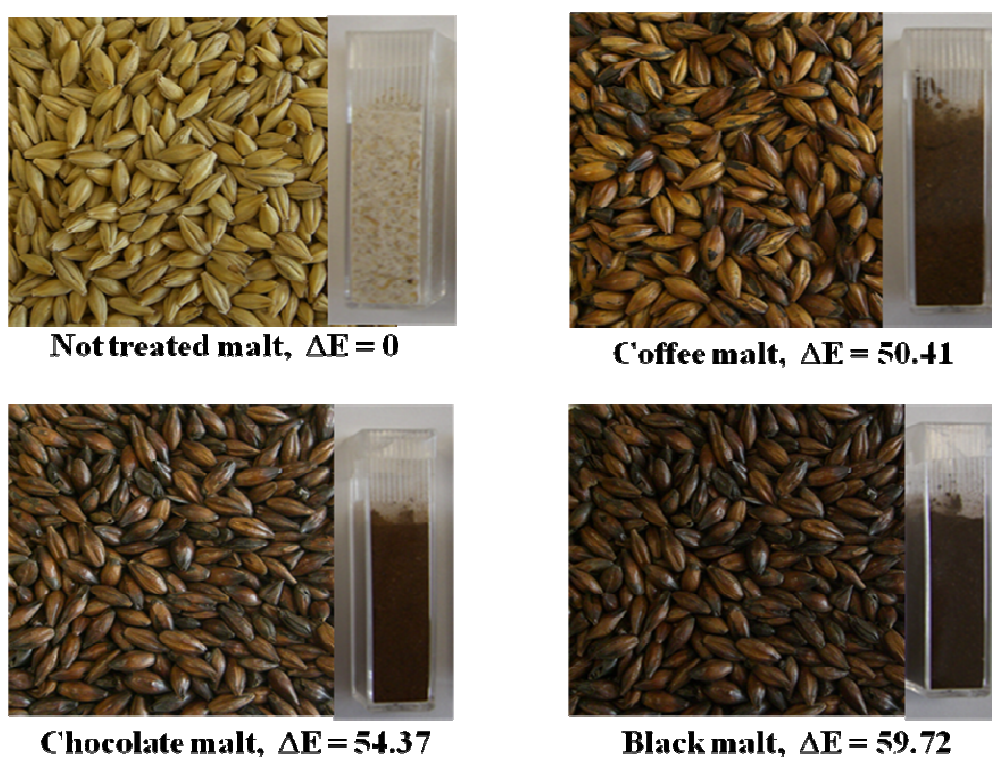 Not treated malt, ΔE = 0
Coffee malt, ΔE = 50.41
Chocolate malt, ΔE = 54.37
Black malt, ΔE = 59.72